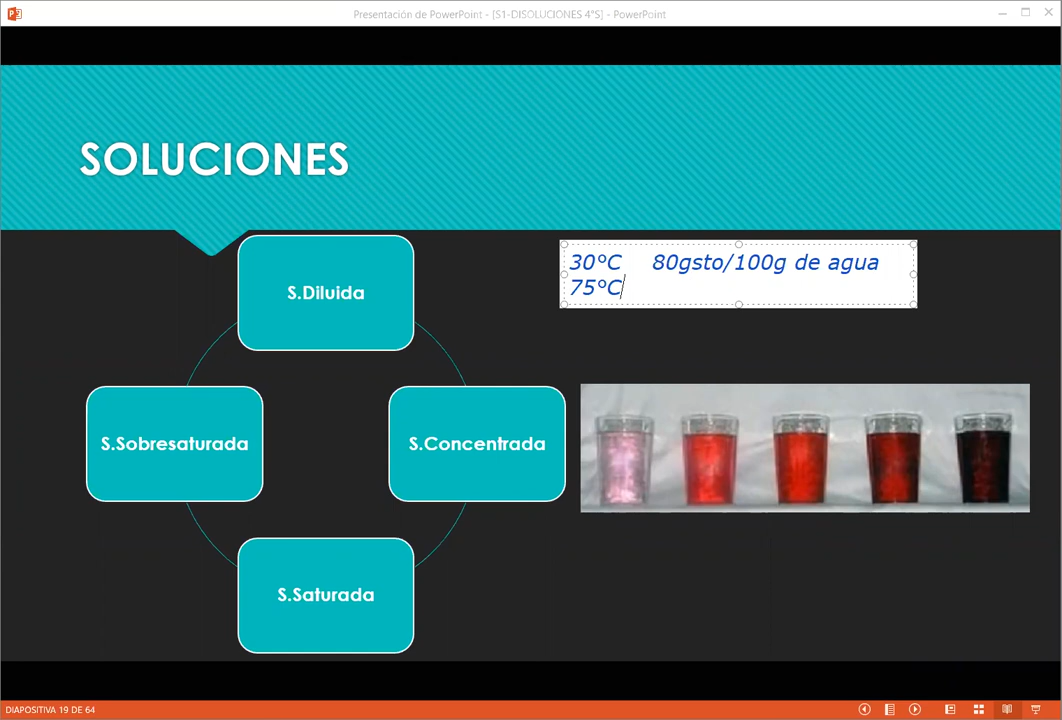 Presentación de PowerPoint - [S1-DISOLUCIONES 4°S] - PowerPoint
SOLUCIONES
S.Diluida
30°C 80gsto/100g de agua
75°C
S.Sobresaturada
S.Concentrada
S.Saturada
DIAPOSITIVA 19 DE 64